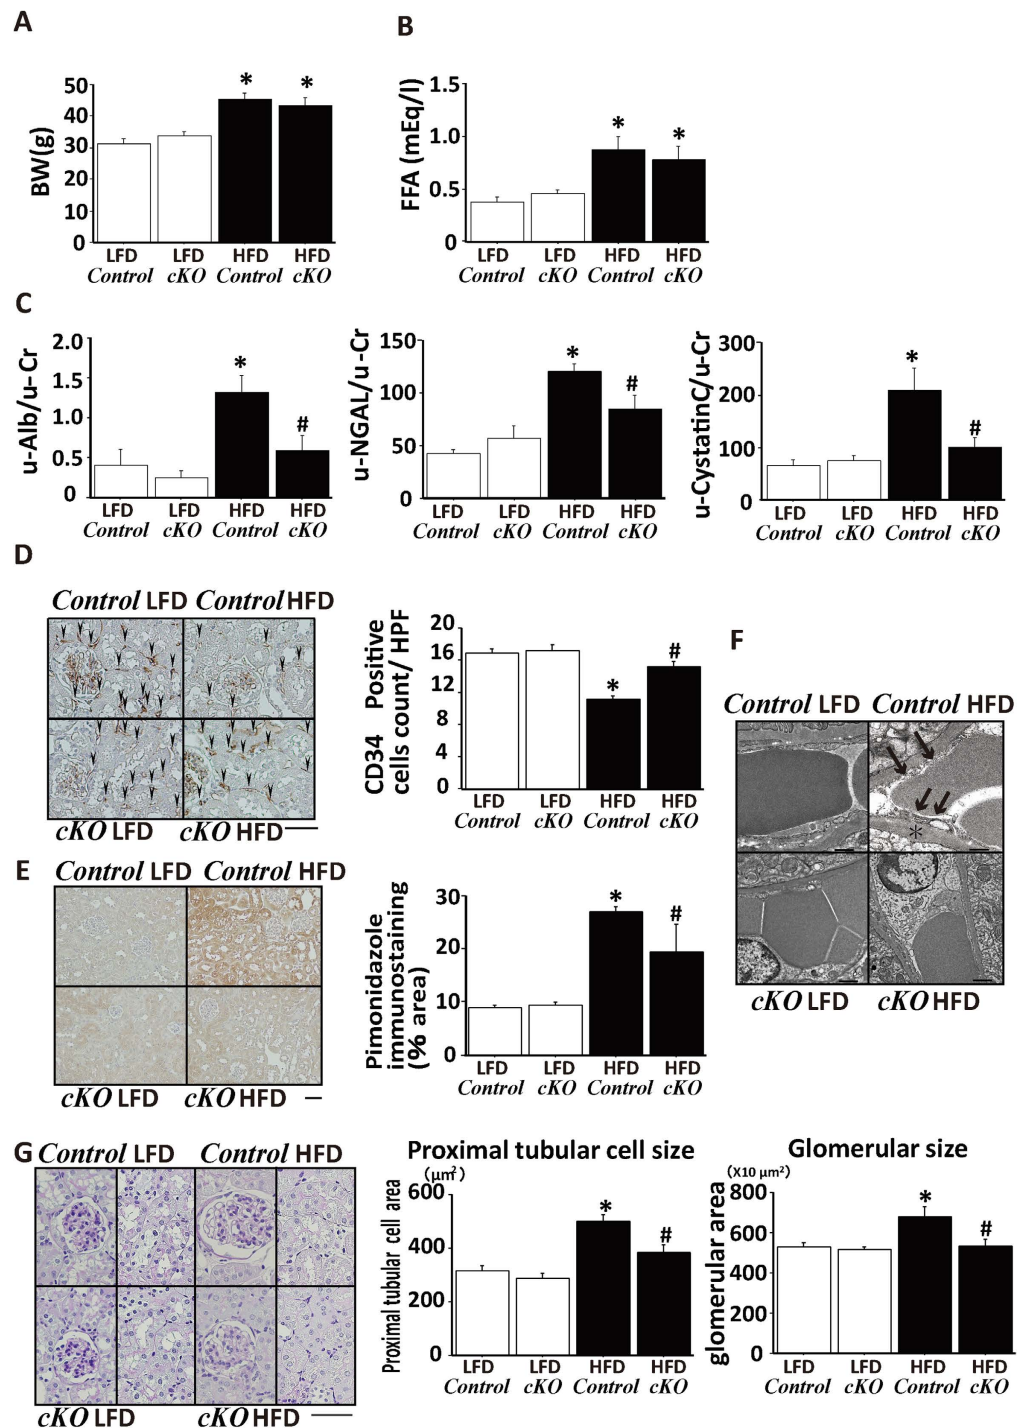 A
BW(g)
50
40
30
20
10
0
* *
LFD LFD HFD HFD
Control cKO Control cKO
B
FFA (mEq/l)
1.5
1.0
0.5
0
* *
LFD LFD HFD HFD
Control cKO Control cKO
C
u-Alb/u-Cr
2.0
1.5
1.0
0.5
0
* #
LFD LFD HFD HFD
Control cKO Control cKO
u-NGAL/u-Cr
150
100
50
0
* #
LFD LFD HFD HFD
Control cKO Control cKO
u-CystatinC/u-Cr
300
200
100
0
* #
LFD LFD HFD HFD
Control cKO Control cKO
D
Control LFD Control HFD
cKO LFD cKO HFD
CD34 Positive
cells count/ HPF
20
16
16
8
4
0
* #
LFD LFD HFD HFD
Control cKO Control cKO
E
Control LFD Control HFD
cKO LFD cKO HFD
Pimonidazole
immunostaining
(% area)
30
20
10
0
* #
LFD LFD HFD HFD
Control cKO Control cKO
F
Control LFD Control HFD
*
cKO LFD cKO HFD
G
Control LFD Control HFD
cKO LFD cKO HFD
Proximal tubular cell size
(μm²)
Proximal tubular cell area
600
400
200
0
* #
LFD LFD HFD HFD
Control cKO Control cKO
Glomerular size
(X10 μm²)
glomerular area
800
600
400
200
0
* #
LFD LFD HFD HFD
Control cKO Control cKO